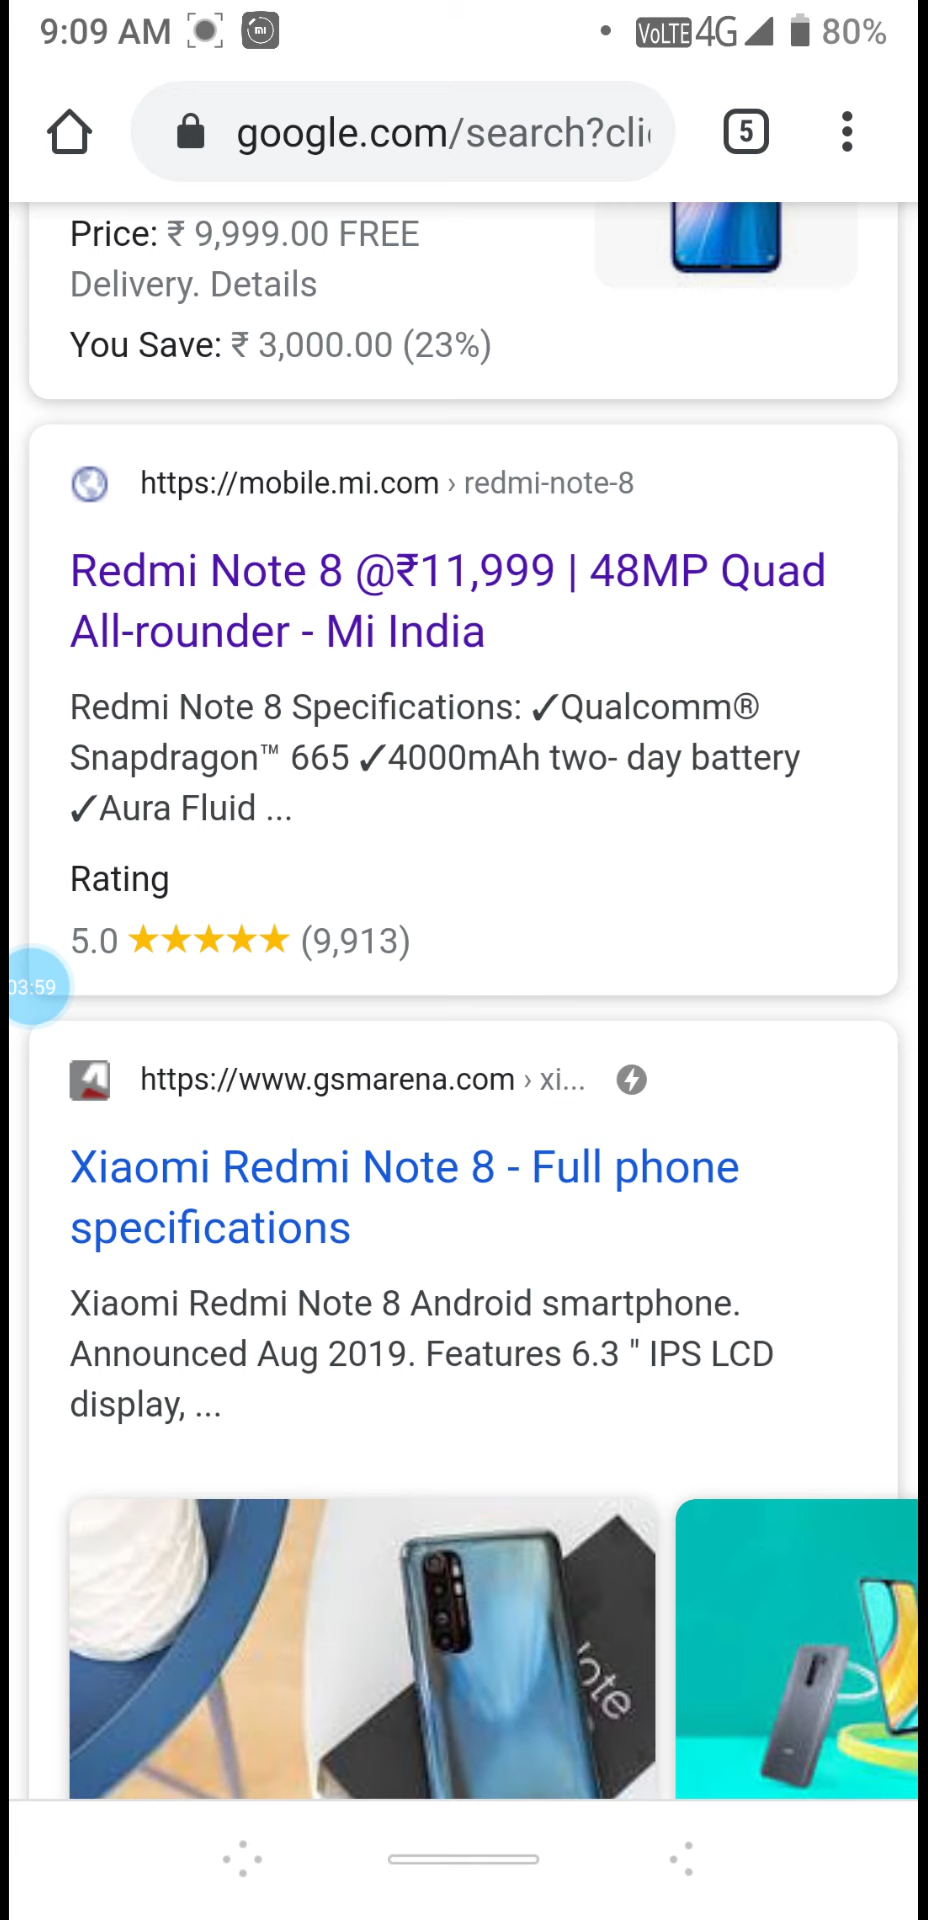 9:09 AM
mi
VoLTE 4G 80%
google.com/search?cli
5
Price: ₹ 9,999.00 FREE
Delivery. Details
You Save: ₹ 3,000.00 (23%)
https://mobile.mi.com › redmi-note-8
Redmi Note 8 @₹11,999 | 48MP Quad
All-rounder - Mi India
Redmi Note 8 Specifications: ✓Qualcomm®
Snapdragon™ 665 ✓4000mAh two- day battery
✓Aura Fluid ...
Rating
5.0 ★★★★★ (9,913)
03:59
https://www.gsmarena.com › xi...
Xiaomi Redmi Note 8 - Full phone
specifications
Xiaomi Redmi Note 8 Android smartphone.
Announced Aug 2019. Features 6.3 " IPS LCD
display, ...
ote